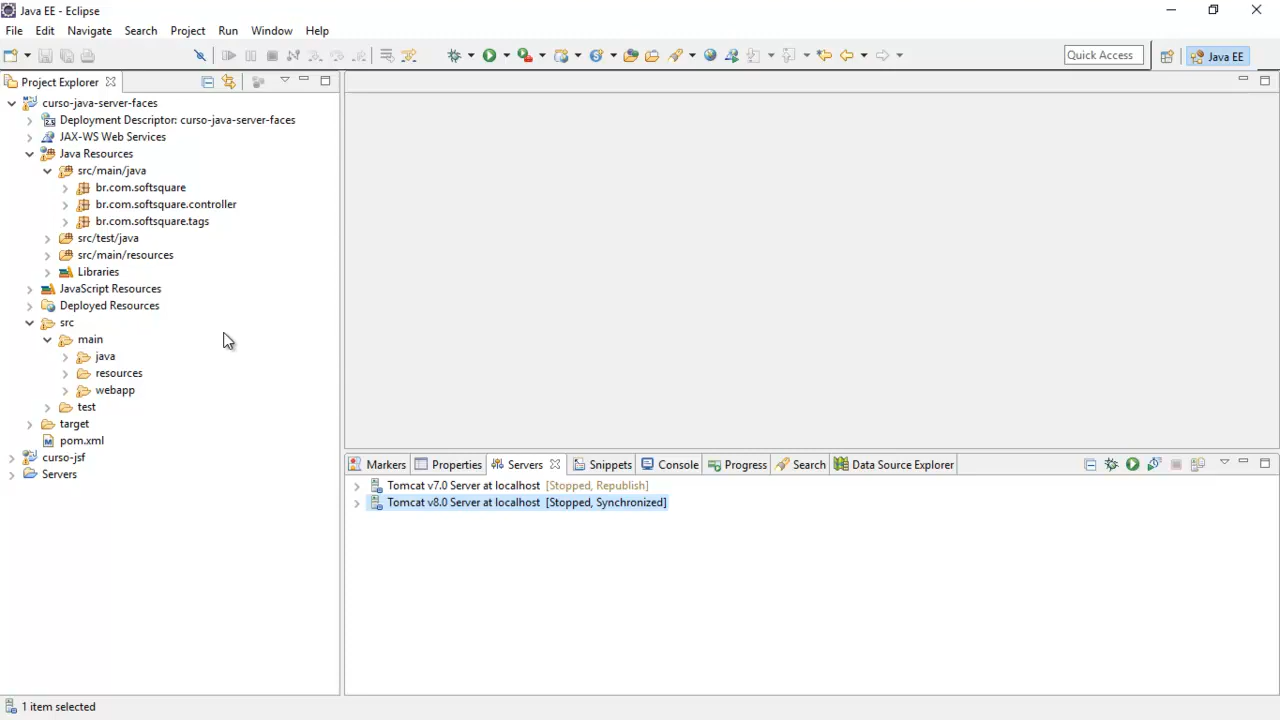 Java EE - Eclipse
File Edit Navigate Search Project Run Window Help
Quick Access
Java EE
Project Explorer
curso-java-server-faces
Deployment Descriptor: curso-java-server-faces
JAX-WS Web Services
Java Resources
src/main/java
br.com.softsquare
br.com.softsquare.controller
br.com.softsquare.tags
src/test/java
src/main/resources
Libraries
JavaScript Resources
Deployed Resources
src
main
java
resources
webapp
test
target
pom.xml
curso-jsf
Servers
Markers Properties Servers Snippets Console Progress Search Data Source Explorer
Tomcat v7.0 Server at localhost [Stopped, Republish]
Tomcat v8.0 Server at localhost [Stopped, Synchronized]
1 item selected